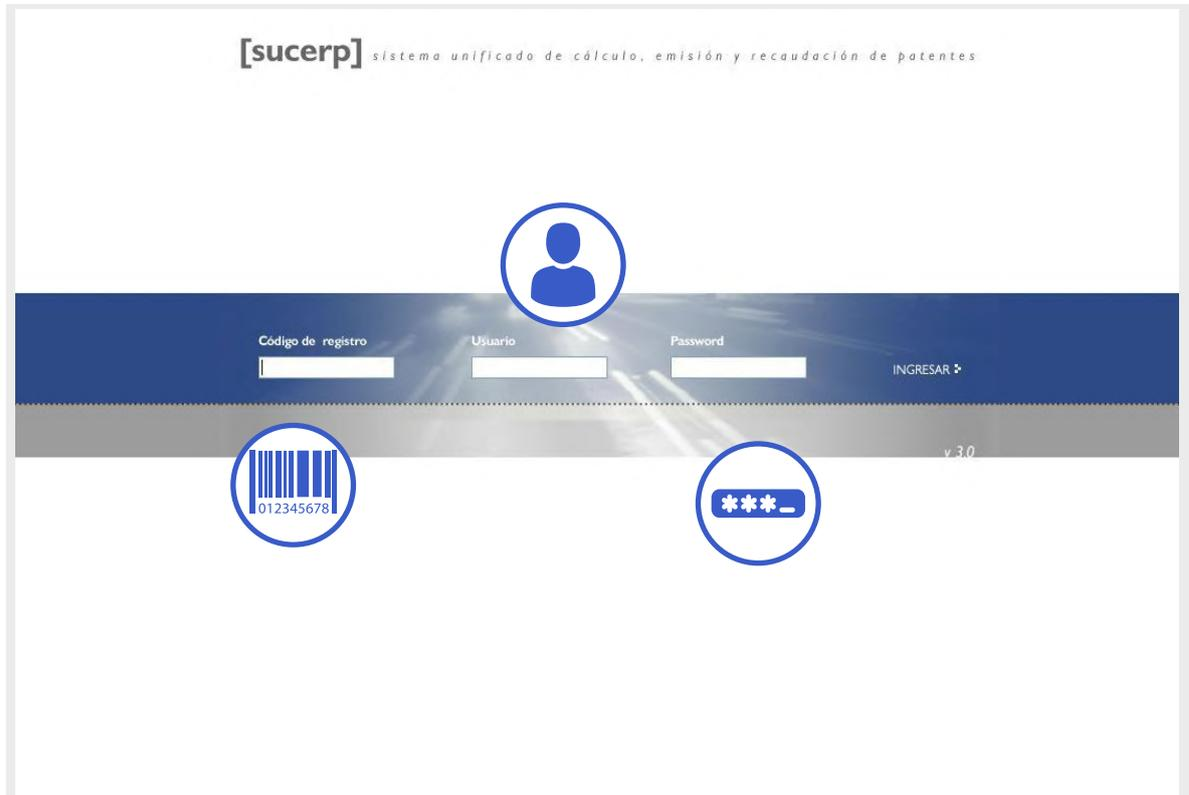 [sucerp] sistema unificado de cálculo, emisión y recaudación de patentes
Código de registro
Usuario
Password
INGRESAR
v 3.0
012345678
***_